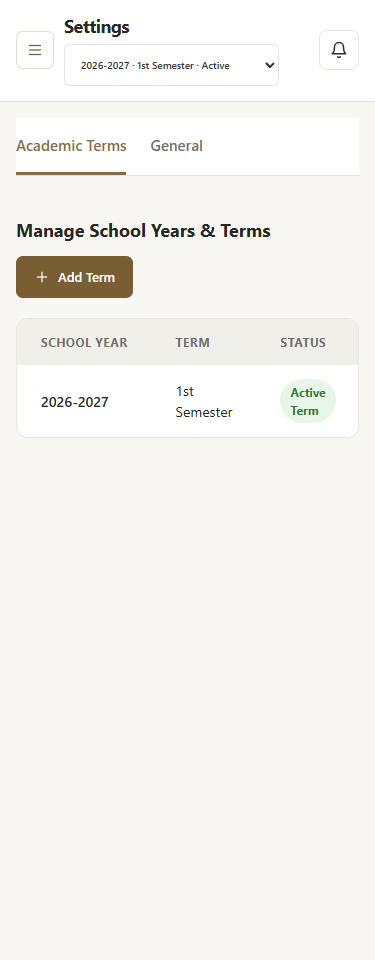 Settings
2026-2027 · 1st Semester · Active
Academic Terms General
Manage School Years & Terms
+ Add Term
SCHOOL YEAR TERM STATUS
2026-2027 1st Semester Active Term